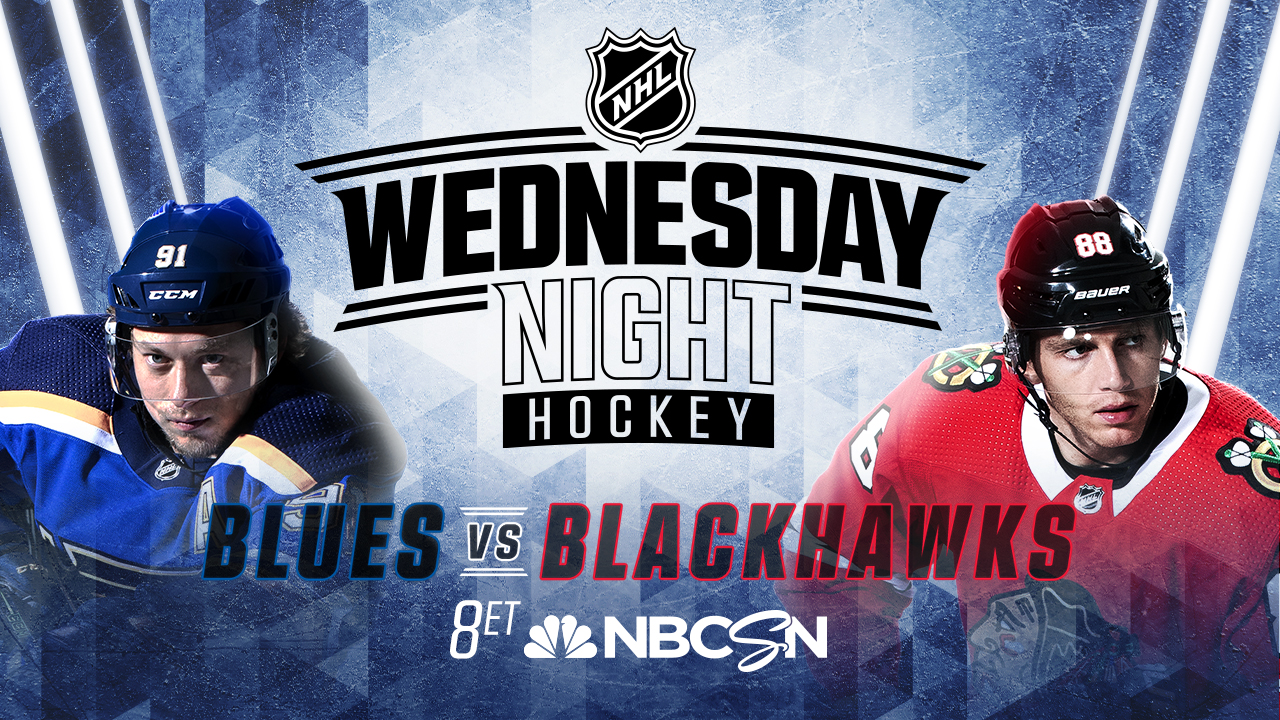 NHL
WEDNESDAY
NIGHT
HOCKEY
91
CCM
88
BAUER
BLUES VS BLACKHAWKS
8ET NBCSN